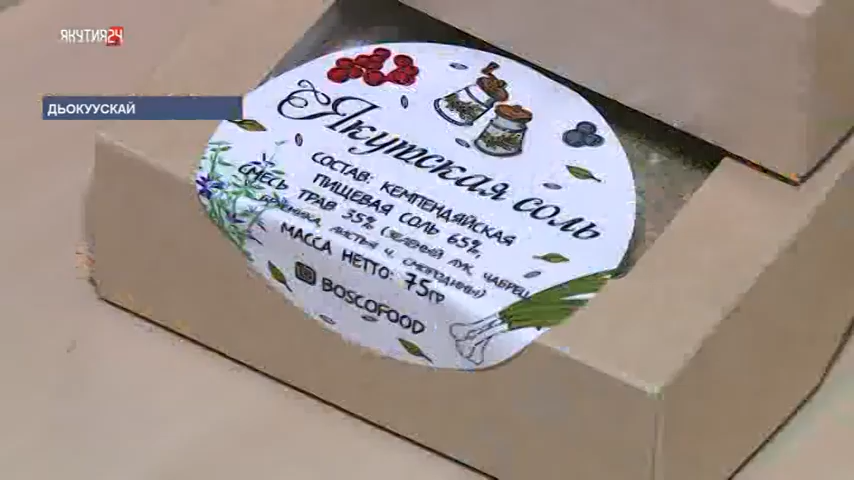 ЯКУТИЯ24
ДЬОКУУСКАЙ
Якутская соль
СОСТАВ: КЕМПЕНДЯЙСКАЯ
ПИЩЕВАЯ СОЛЬ 65%,
СМЕСЬ ТРАВ 35% (ЗЕЛЕНЫЙ ЛУК, ЧАБРЕЦ,
ЛИСТЬЯ Ч. СМОРОДИНЫ)
МАССА НЕТТО: 75ГР
BOSCOFOOD